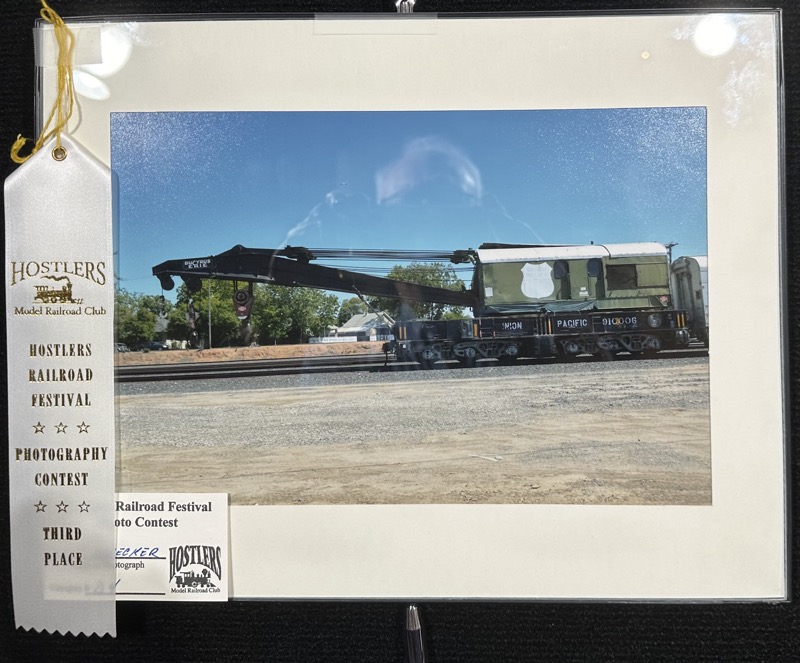 HOSTLERS
Model Railroad Club
HOSTLERS
RAILROAD
FESTIVAL
PHOTOGRAPHY
CONTEST
THIRD
PLACE
BUCYRUS
ERIE
UNION PACIFIC 910006
Railroad Festival
oto Contest
ECKER
otograph
HOSTLERS
Model Railroad Club